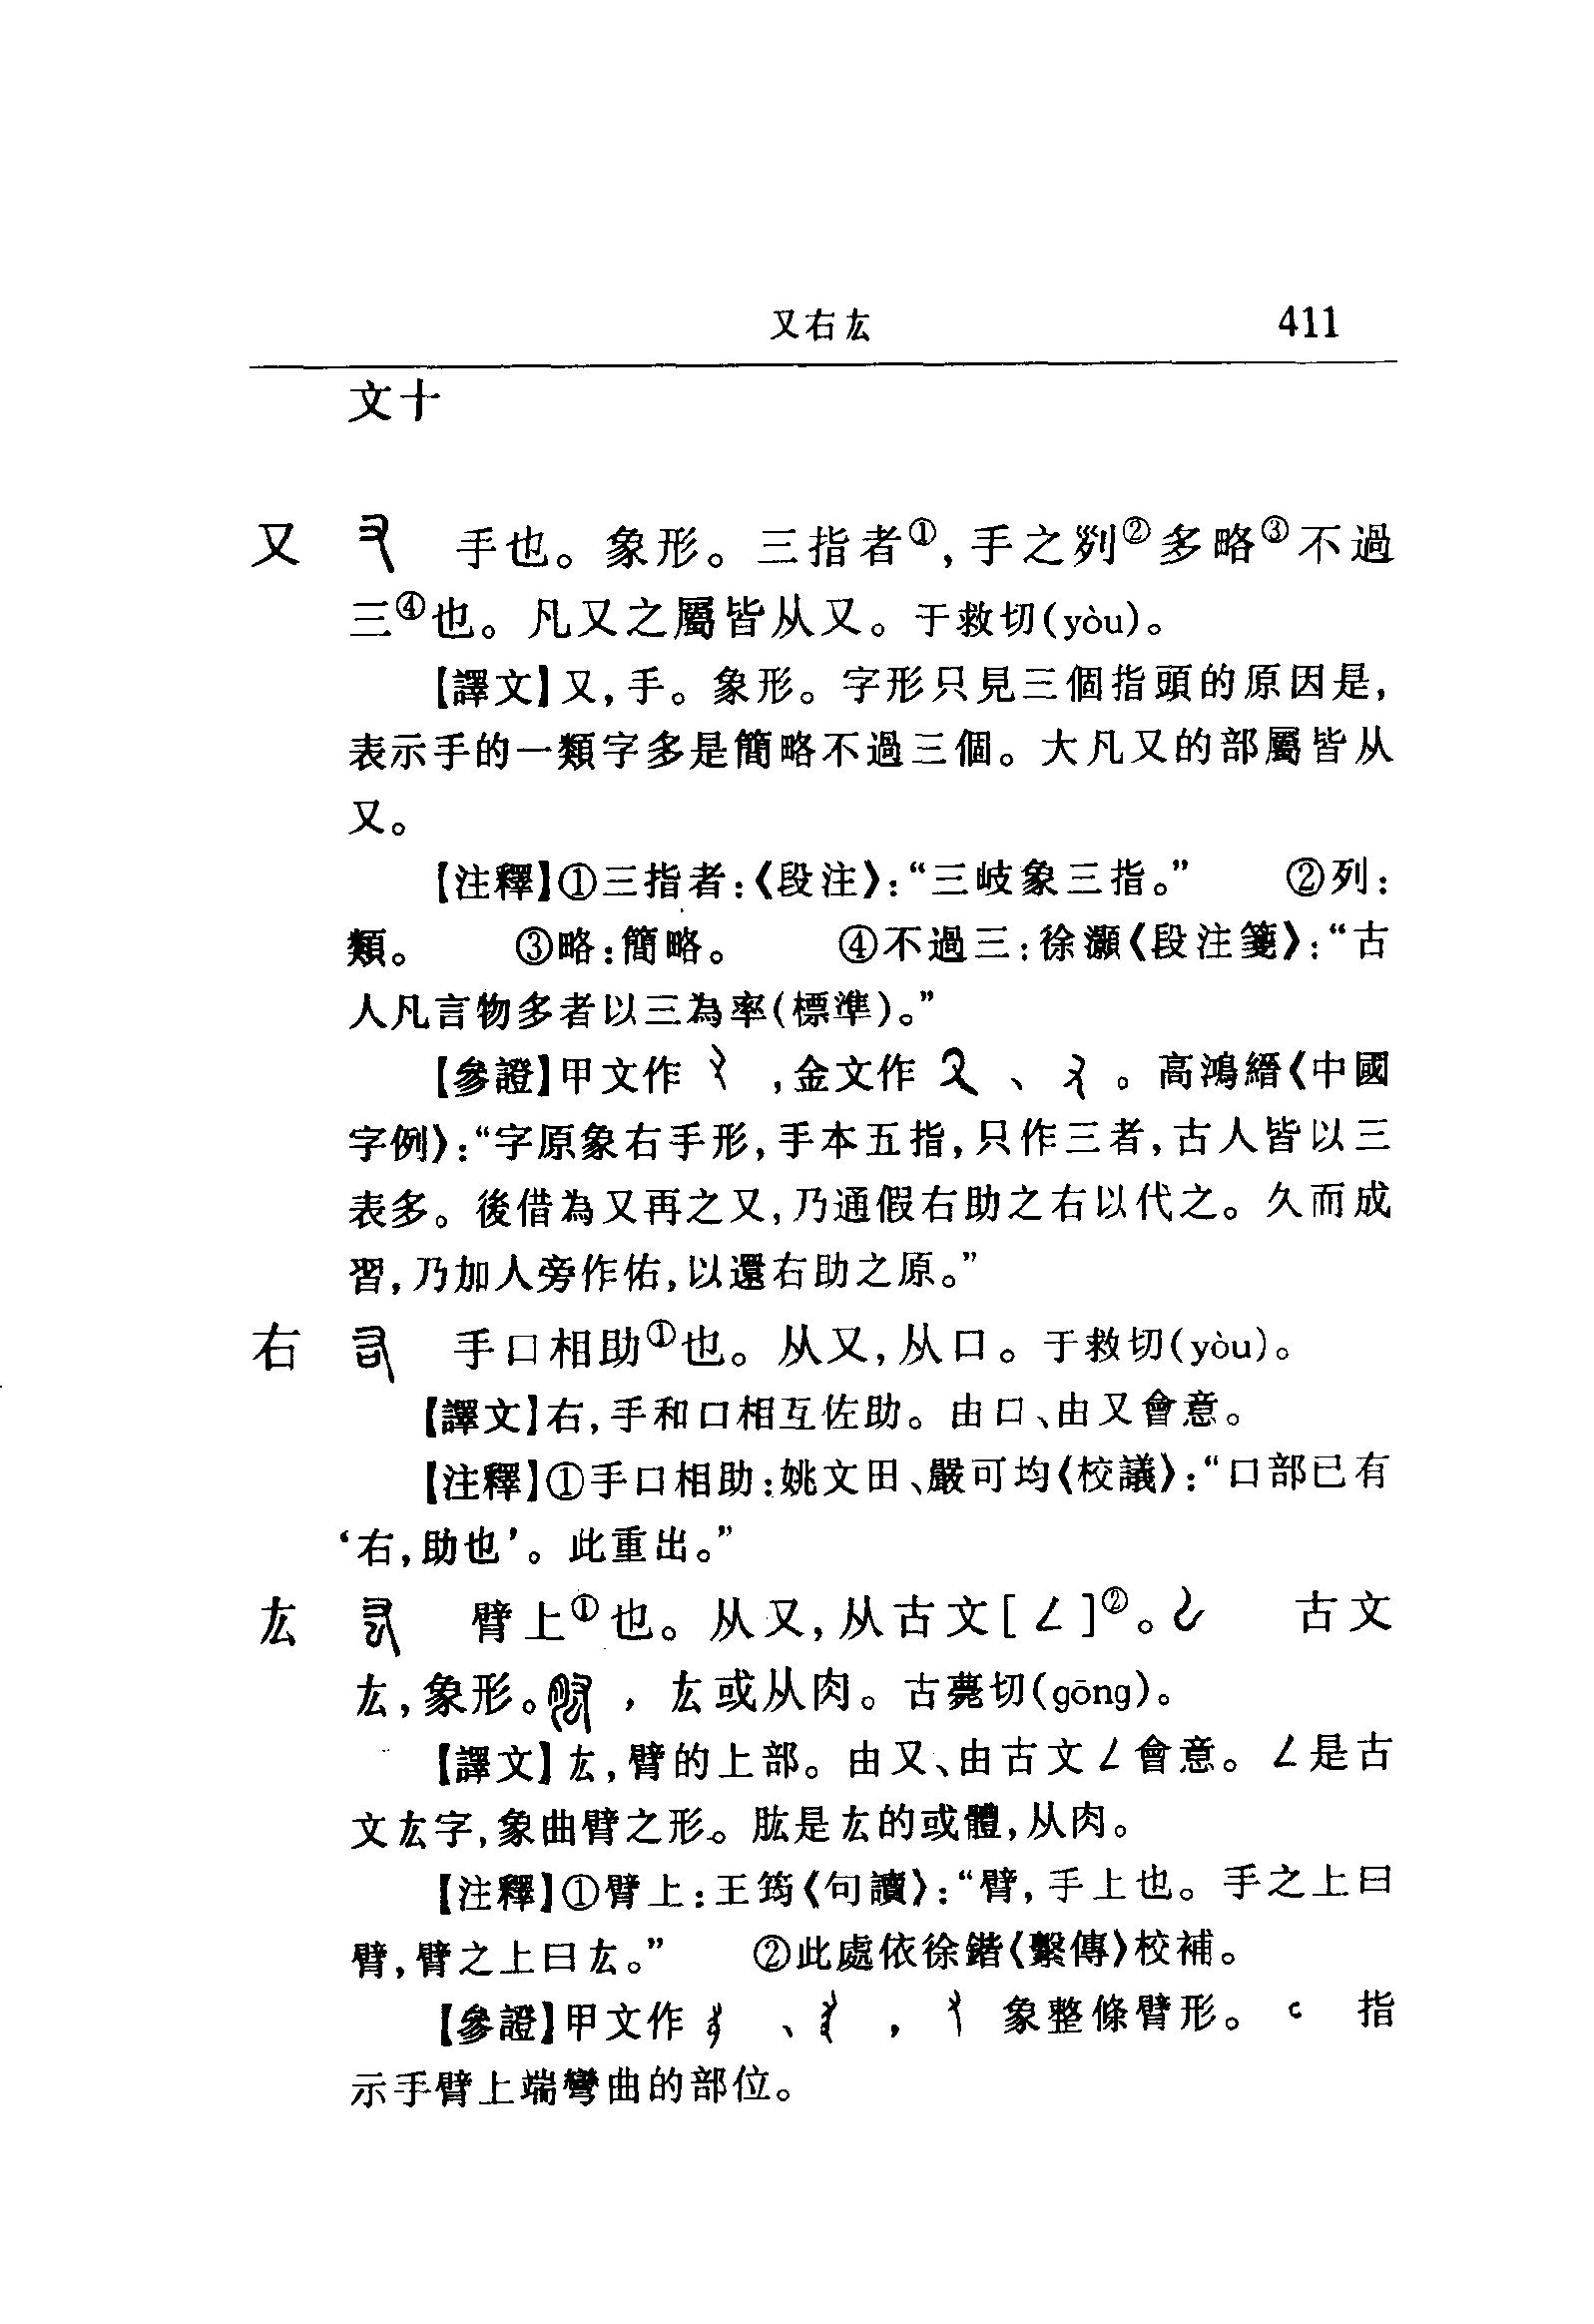 又右厷 411
文十
又 手也。象形。三指者①,手之𠛱②多略③不過
三④也。凡又之屬皆从又。于救切(yòu)。
【譯文】又,手。象形。字形只見三個指頭的原因是,
表示手的一類字多是簡略不過三個。大凡又的部屬皆从
又。
【注釋】①三指者:《段注》:“三岐象三指。” ②列:
類。 ③略:簡略。 ④不過三:徐灝《段注箋》:“古
人凡言物多者以三為率(標準)。”
【參證】甲文作 ,金文作 、 。高鴻縉《中國
字例》:“字原象右手形,手本五指,只作三者,古人皆以三
表多。後借為又再之又,乃通假右助之右以代之。久而成
習,乃加人旁作佑,以還右助之原。”
右 手口相助①也。从又,从口。于救切(yòu)。
【譯文】右,手和口相互佐助。由口、由又會意。
【注釋】①手口相助:姚文田、嚴可均《校議》:“口部已有
‘右,助也’。此重出。”
厷 臂上①也。从又,从古文[ㄥ]②。 古文
厷,象形。 ,厷或从肉。古薨切(gōng)。
【譯文】厷,臂的上部。由又、由古文ㄥ會意。ㄥ是古
文厷字,象曲臂之形。肱是厷的或體,从肉。
【注釋】①臂上:王筠《句讀》:“臂,手上也。手之上曰
臂,臂之上曰厷。” ②此處依徐鍇《繫傳》校補。
【參證】甲文作 、 , 象整條臂形。 指
示手臂上端彎曲的部位。